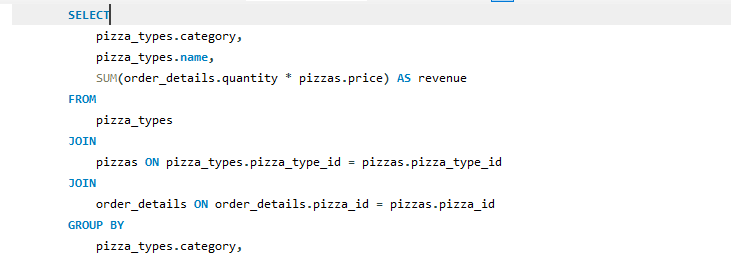 SELECT
pizza_types.category,
pizza_types.name,
SUM(order_details.quantity * pizzas.price) AS revenue
FROM
pizza_types
JOIN
pizzas ON pizza_types.pizza_type_id = pizzas.pizza_type_id
JOIN
order_details ON order_details.pizza_id = pizzas.pizza_id
GROUP BY
pizza_types.category,